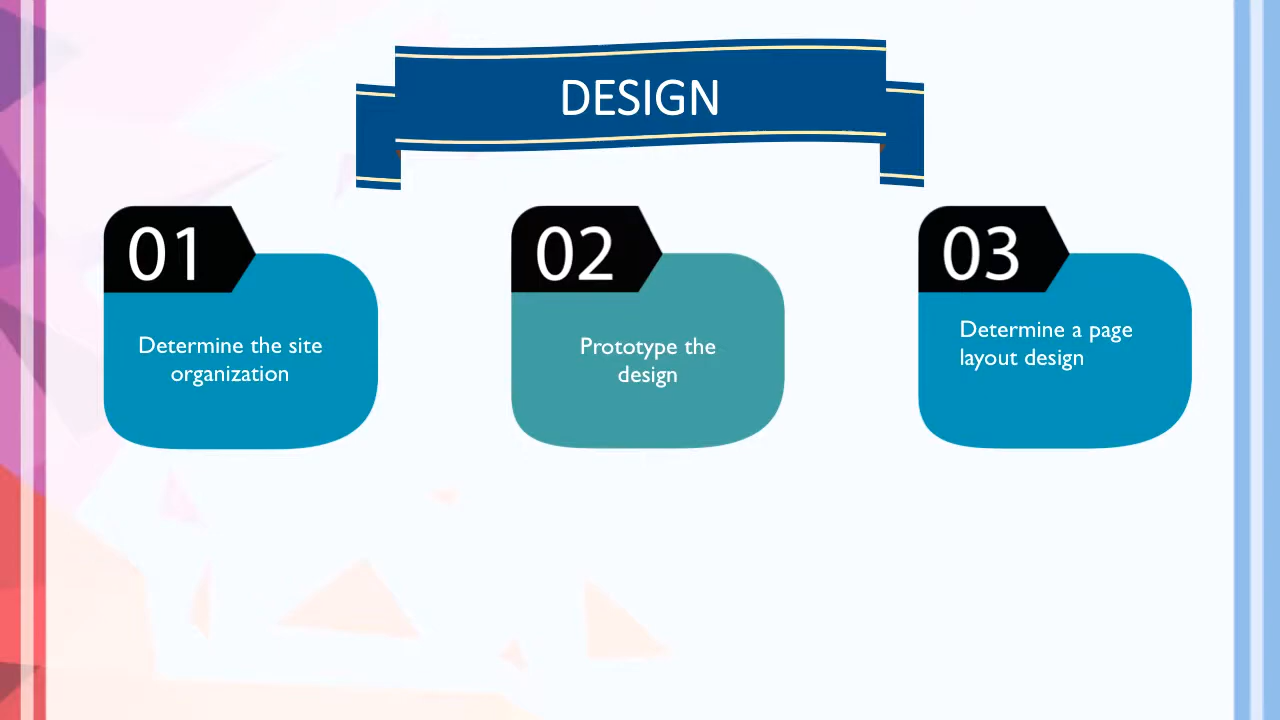 DESIGN
01
Determine the site
organization
02
Prototype the
design
03
Determine a page
layout design